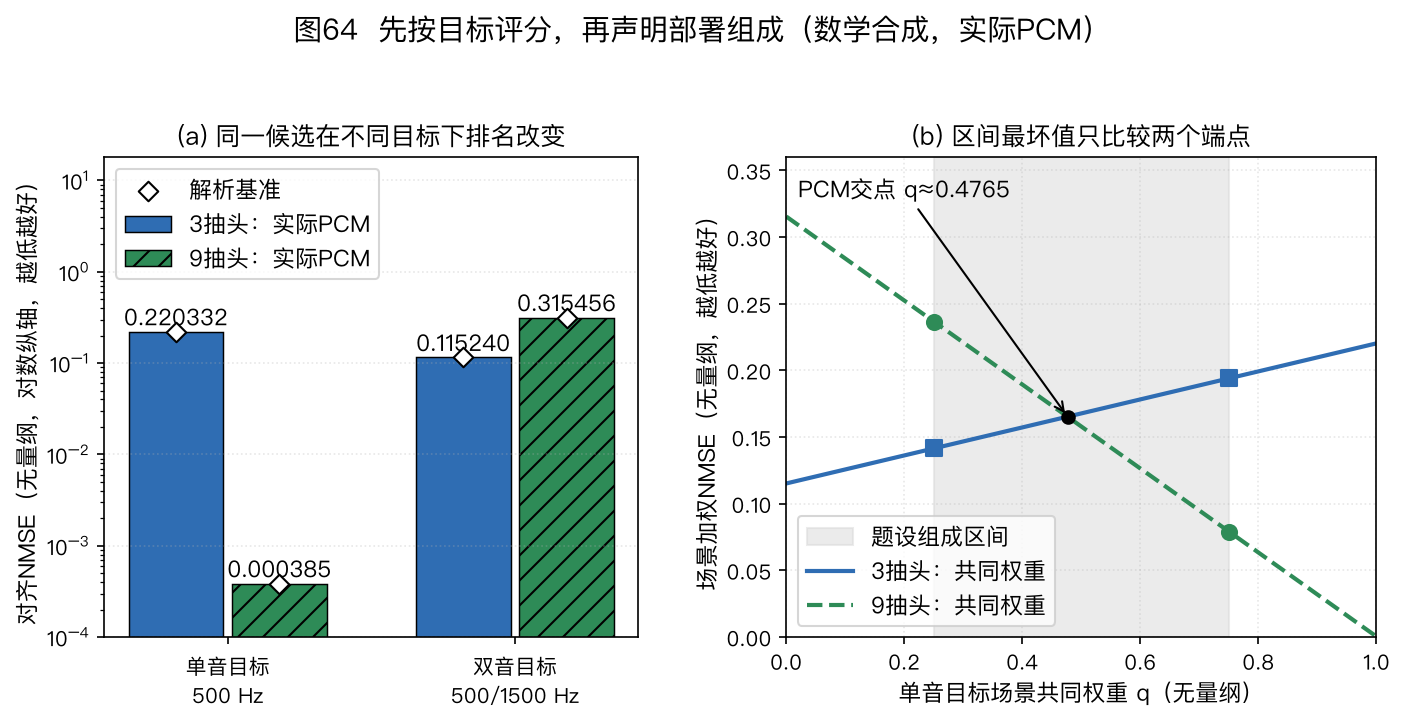 图64 先按目标评分，再声明部署组成（数学合成，实际PCM）
(a) 同一候选在不同目标下排名改变
对齐NMSE（无量纲，对数纵轴，越低越好）
10¹
10⁰
10⁻¹
10⁻²
10⁻³
10⁻⁴
解析基准
3抽头：实际PCM
9抽头：实际PCM
0.220332
0.000385
0.115240
0.315456
单音目标
500 Hz
双音目标
500/1500 Hz
(b) 区间最坏值只比较两个端点
场景加权NMSE（无量纲，越低越好）
0.35
0.30
0.25
0.20
0.15
0.10
0.05
0.00
PCM交点 q≈0.4765
题设组成区间
3抽头：共同权重
9抽头：共同权重
0.0 0.2 0.4 0.6 0.8 1.0
单音目标场景共同权重 q（无量纲）